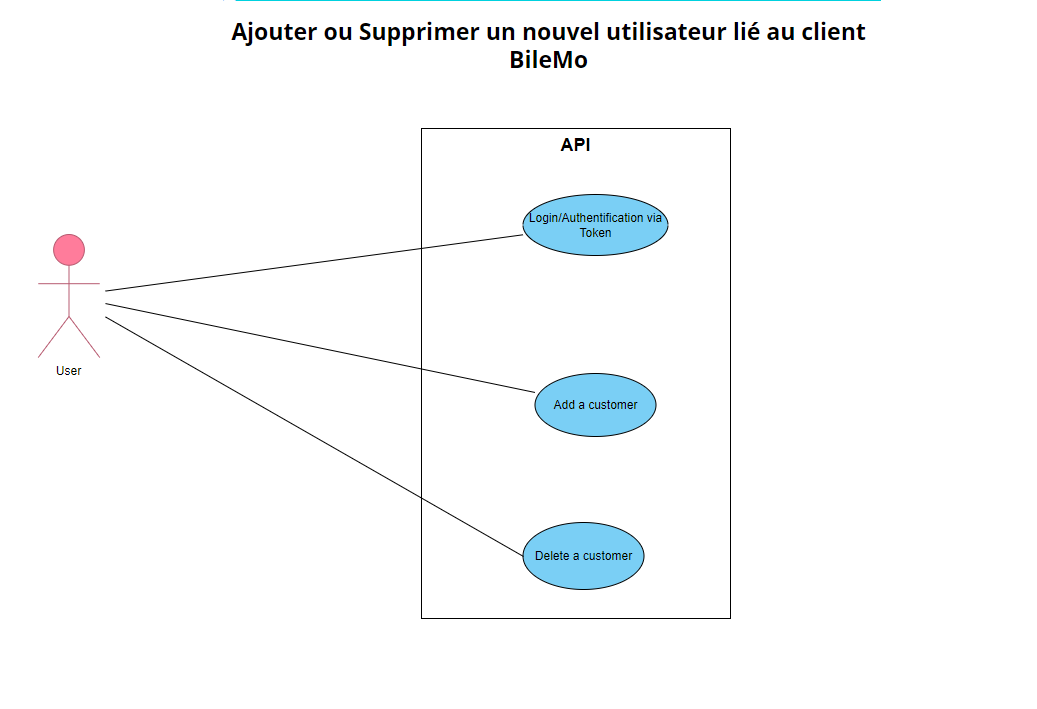 Ajouter ou Supprimer un nouvel utilisateur lié au client
BileMo
API
Login/Authentification via
Token
User
Add a customer
Delete a customer